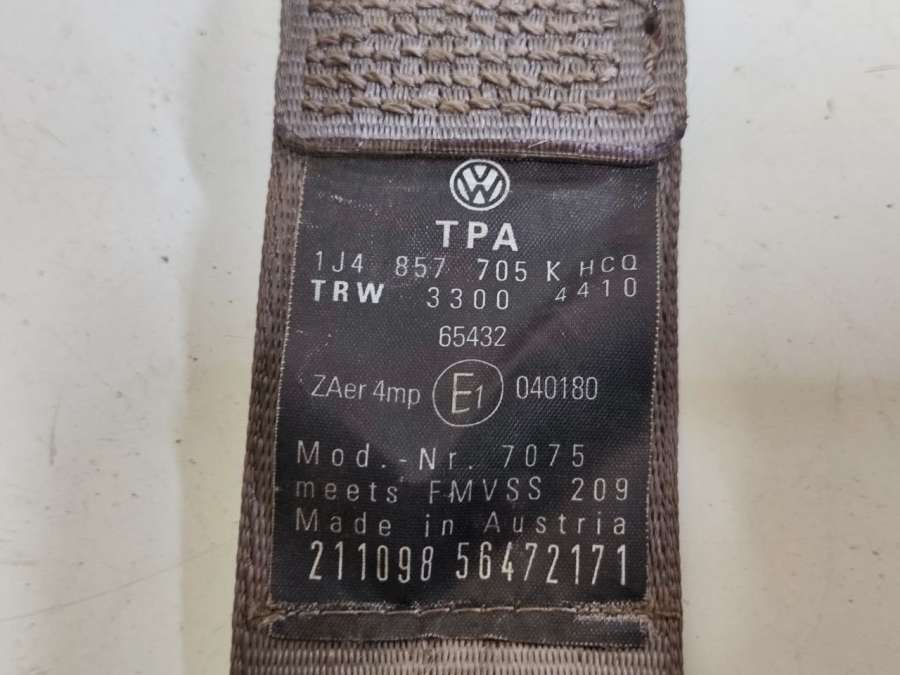 VW
TPA
1J4 857 705 K HCQ
TRW 3300 4410
65432
ZAer 4mp E1 040180
Mod.-Nr. 7075
meets FMVSS 209
Made in Austria
211098 56472171